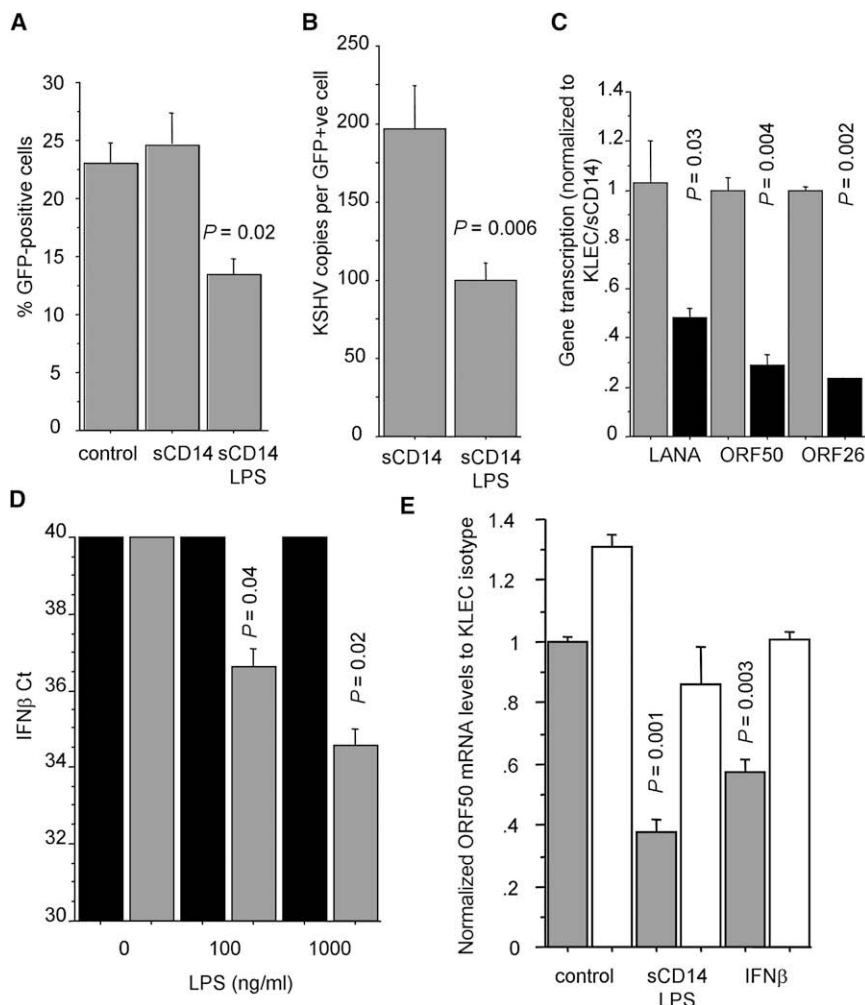 A
% GFP-positive cells
30
25
20
15
10
5
0
P = 0.02
control
sCD14
sCD14
LPS
B
KSHV copies per GFP+ve cell
250
200
150
100
50
0
P = 0.006
sCD14
sCD14
LPS
C
Gene transcription (normalized to
KLEC/sCD14)
1.4
1.2
1
.8
.6
.4
0.2
0
P = 0.03
P = 0.004
P = 0.002
LANA
ORF50
ORF26
D
IFNβ Ct
40
38
36
34
32
30
P = 0.04
P = 0.02
0
100
1000
LPS (ng/ml)
E
Normalized ORF50 mRNA levels to KLEC isotype
1.4
1.2
1
.8
.6
.4
.2
0
P = 0.001
P = 0.003
control
sCD14
LPS
IFNβ